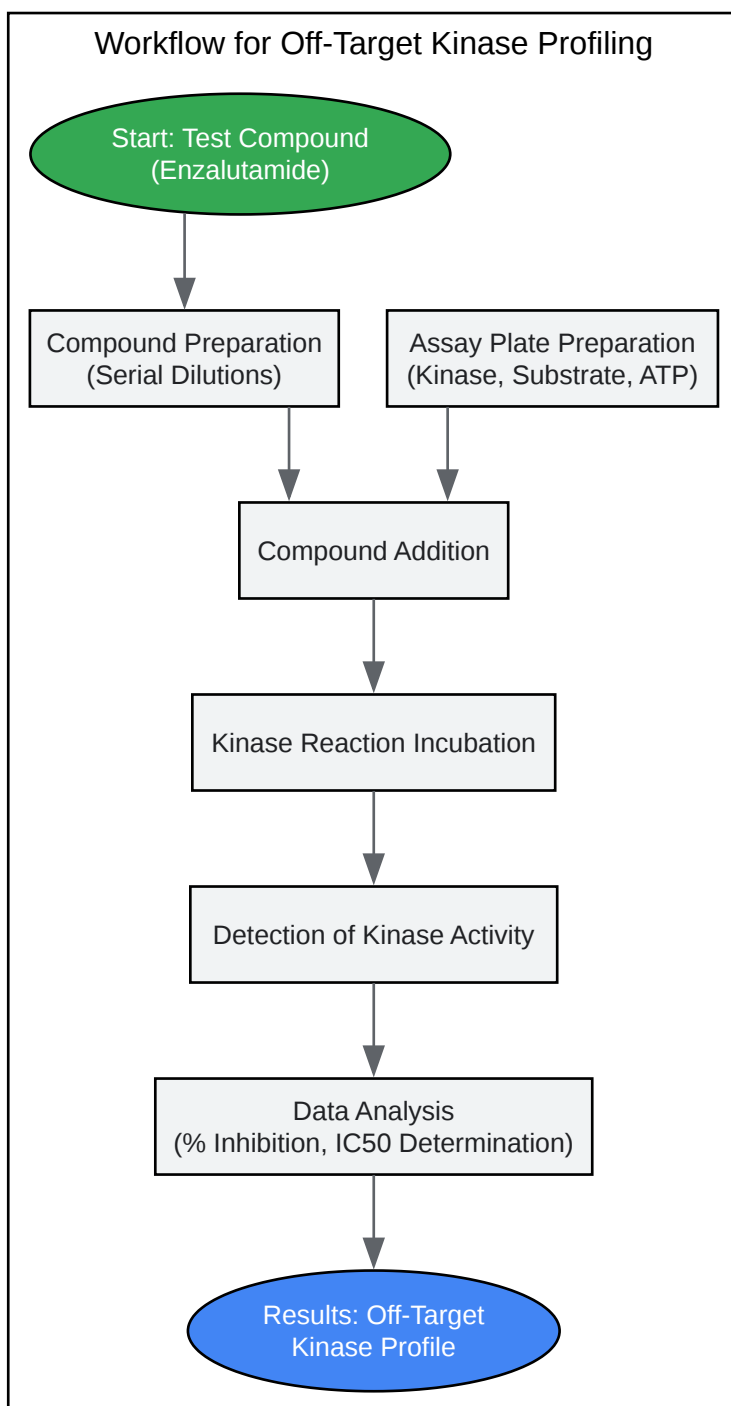 Workflow for Off-Target Kinase Profiling
Start: Test Compound
(Enzalutamide)
Compound Preparation
(Serial Dilutions)
Assay Plate Preparation
(Kinase, Substrate, ATP)
Compound Addition
Kinase Reaction Incubation
Detection of Kinase Activity
Data Analysis
(% Inhibition, IC50 Determination)
Results: Off-Target
Kinase Profile